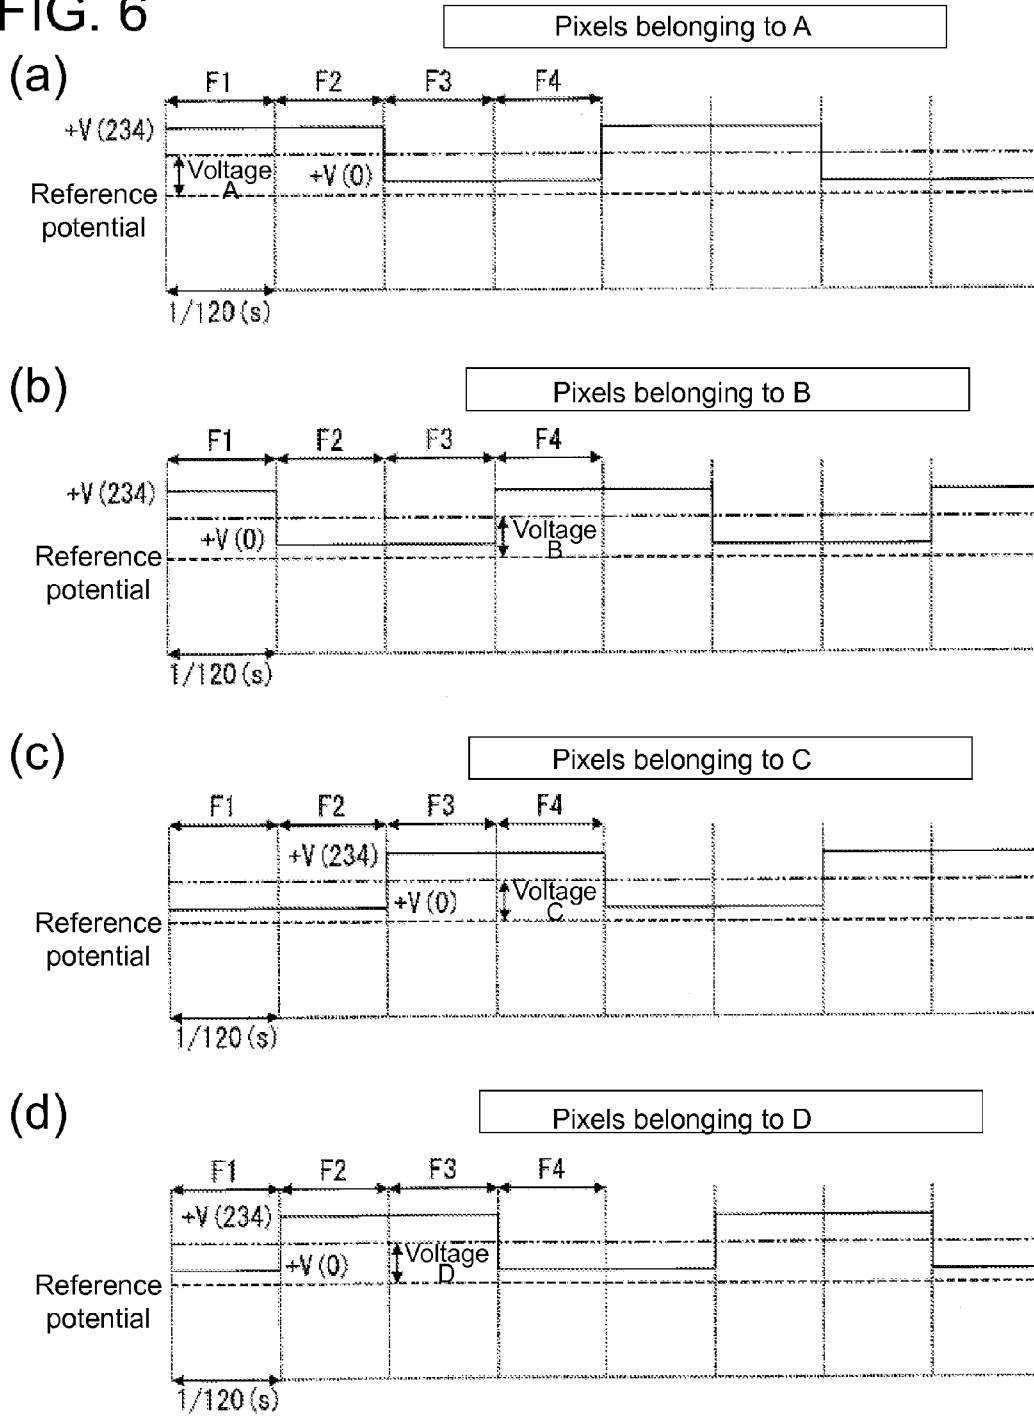 FIG. 6
Pixels belonging to A
(a)
F1 F2 F3 F4
+V(234)
Voltage
A
+V(0)
Reference
potential
1/120(s)
(b)
Pixels belonging to B
F1 F2 F3 F4
+V(234)
+V(0)
Voltage
B
Reference
potential
1/120(s)
(c)
Pixels belonging to C
F1 F2 F3 F4
+V(234)
+V(0)
Voltage
C
Reference
potential
1/120(s)
(d)
Pixels belonging to D
F1 F2 F3 F4
+V(234)
+V(0)
Voltage
D
Reference
potential
1/120(s)